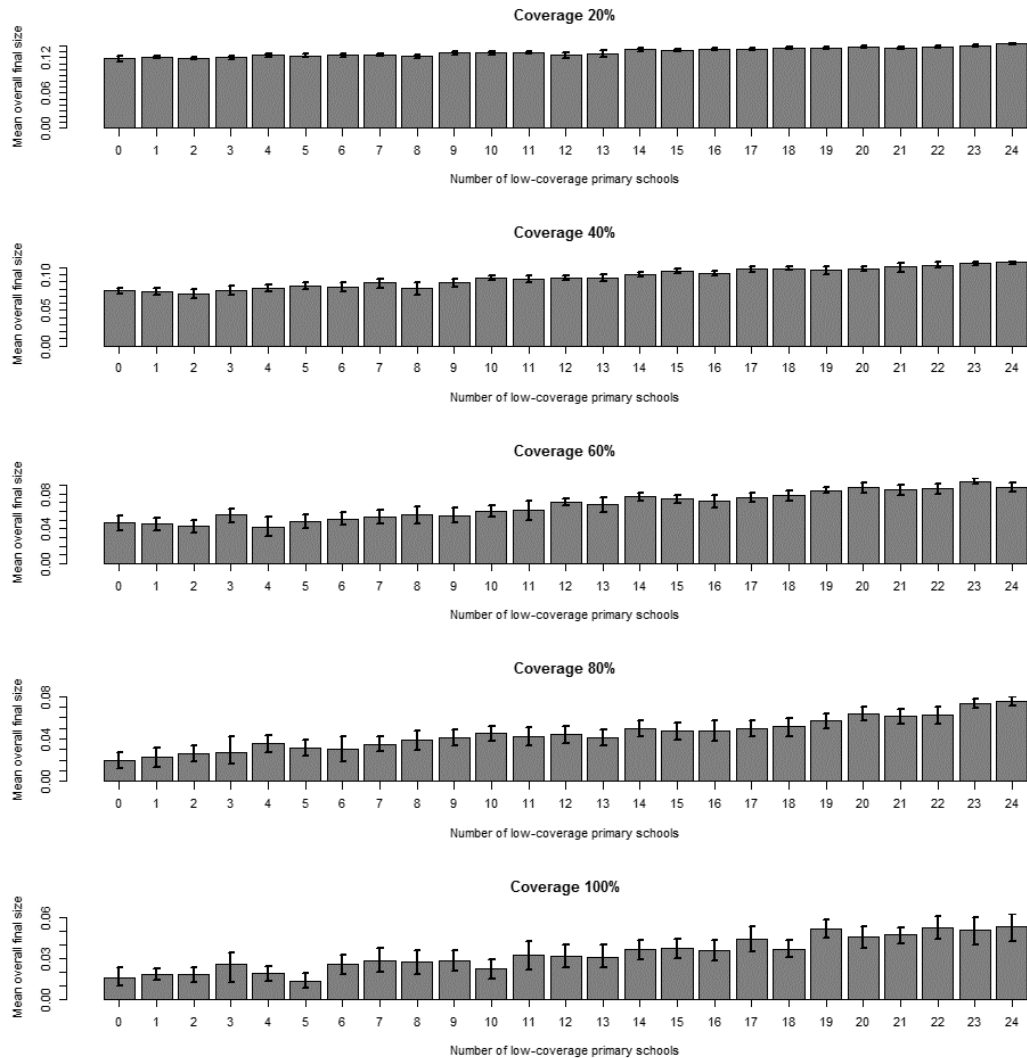 Coverage 20%
Mean overall final size
0.00 0.06 0.12
0 1 2 3 4 5 6 7 8 9 10 11 12 13 14 15 16 17 18 19 20 21 22 23 24
Number of low-coverage primary schools
Coverage 40%
Mean overall final size
0.00 0.05 0.10
0 1 2 3 4 5 6 7 8 9 10 11 12 13 14 15 16 17 18 19 20 21 22 23 24
Number of low-coverage primary schools
Coverage 60%
Mean overall final size
0.00 0.04 0.08
0 1 2 3 4 5 6 7 8 9 10 11 12 13 14 15 16 17 18 19 20 21 22 23 24
Number of low-coverage primary schools
Coverage 80%
Mean overall final size
0.00 0.04 0.08
0 1 2 3 4 5 6 7 8 9 10 11 12 13 14 15 16 17 18 19 20 21 22 23 24
Number of low-coverage primary schools
Coverage 100%
Mean overall final size
0.00 0.03 0.06
0 1 2 3 4 5 6 7 8 9 10 11 12 13 14 15 16 17 18 19 20 21 22 23 24
Number of low-coverage primary schools